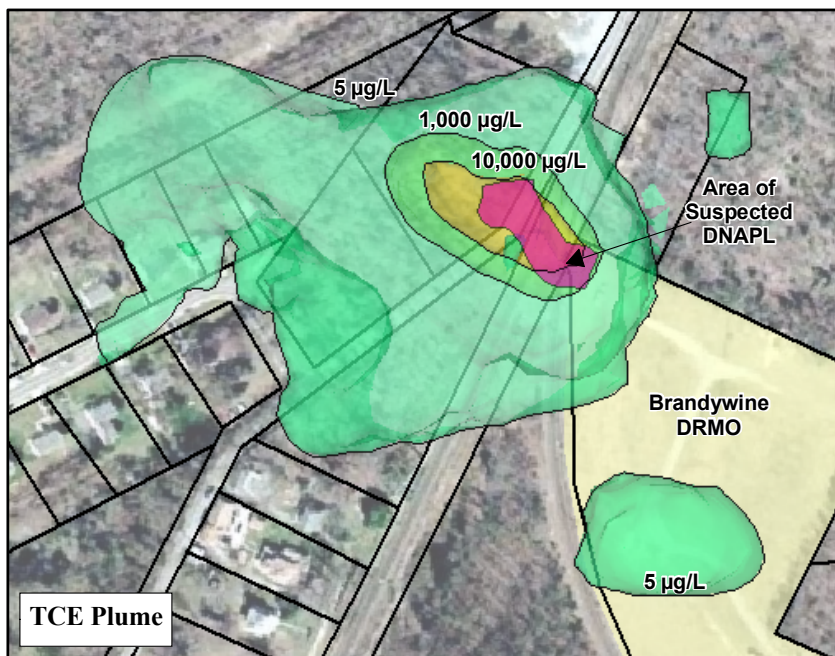 5 µg/L
1,000 µg/L
10,000 µg/L
Area of
Suspected
DNAPL
Brandywine
DRMO
5 µg/L
TCE Plume